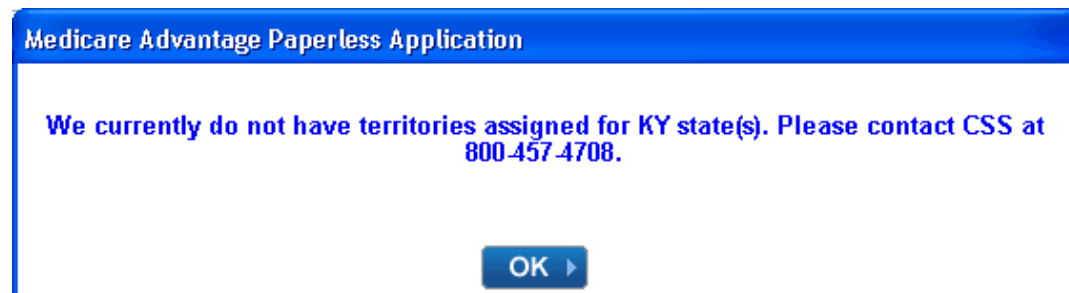 Medicare Advantage Paperless Application
We currently do not have territories assigned for KY state(s). Please contact CSS at
800-457-4708.
OK